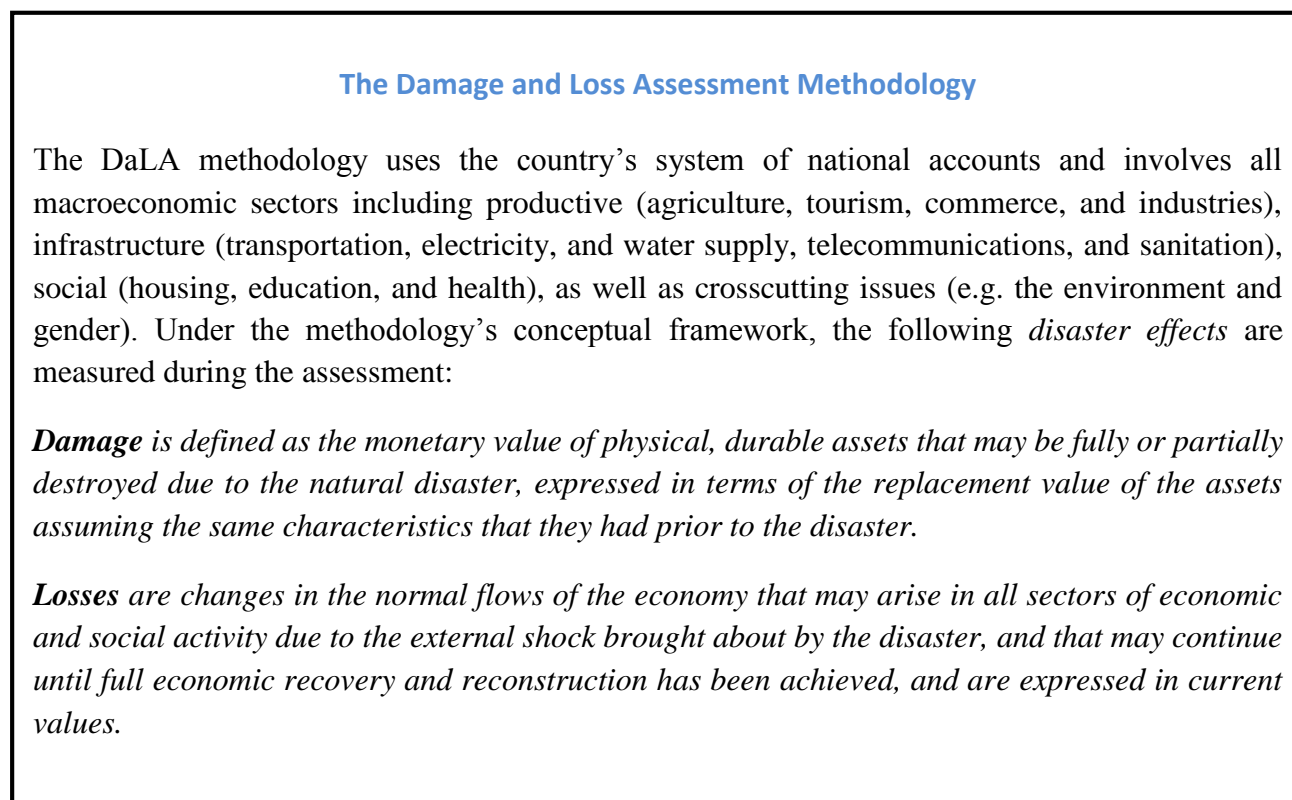 The Damage and Loss Assessment Methodology
The DaLA methodology uses the country’s system of national accounts and involves all
macroeconomic sectors including productive (agriculture, tourism, commerce, and industries),
infrastructure (transportation, electricity, and water supply, telecommunications, and sanitation),
social (housing, education, and health), as well as crosscutting issues (e.g. the environment and
gender). Under the methodology’s conceptual framework, the following disaster effects are
measured during the assessment:
Damage is defined as the monetary value of physical, durable assets that may be fully or partially
destroyed due to the natural disaster, expressed in terms of the replacement value of the assets
assuming the same characteristics that they had prior to the disaster.
Losses are changes in the normal flows of the economy that may arise in all sectors of economic
and social activity due to the external shock brought about by the disaster, and that may continue
until full economic recovery and reconstruction has been achieved, and are expressed in current
values.